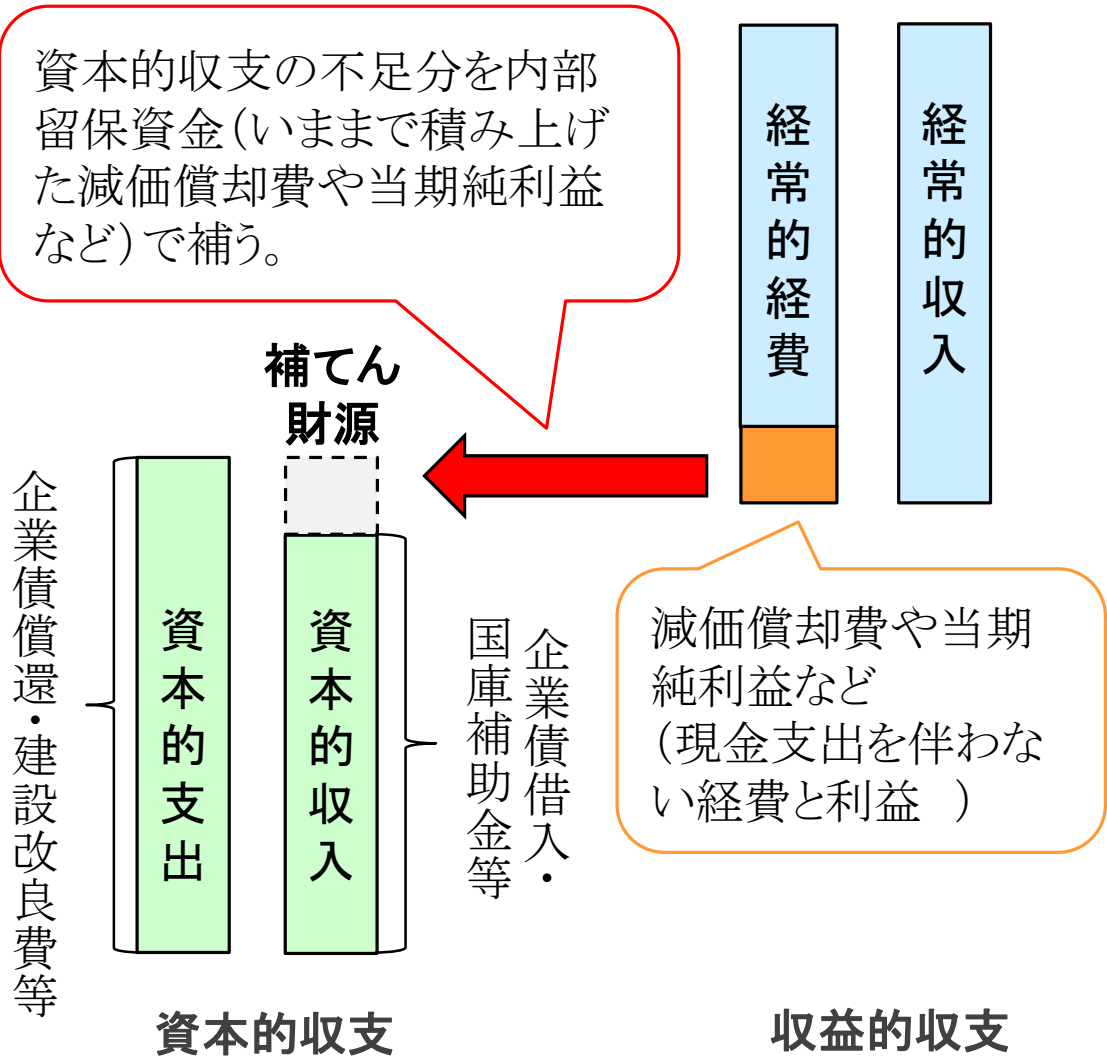 資本的収支の不足分を内部
留保資金(いままで積み上げ
た減価償却費や当期純利益
など)で補う。
経常的経費
経常的収入
補てん
財源
企業債償還・建設改良費等
資本的支出
資本的収入
企業債借入・
国庫補助金等
減価償却費や当期
純利益など
(現金支出を伴わな
い経費と利益　)
資本的収支
収益的収支